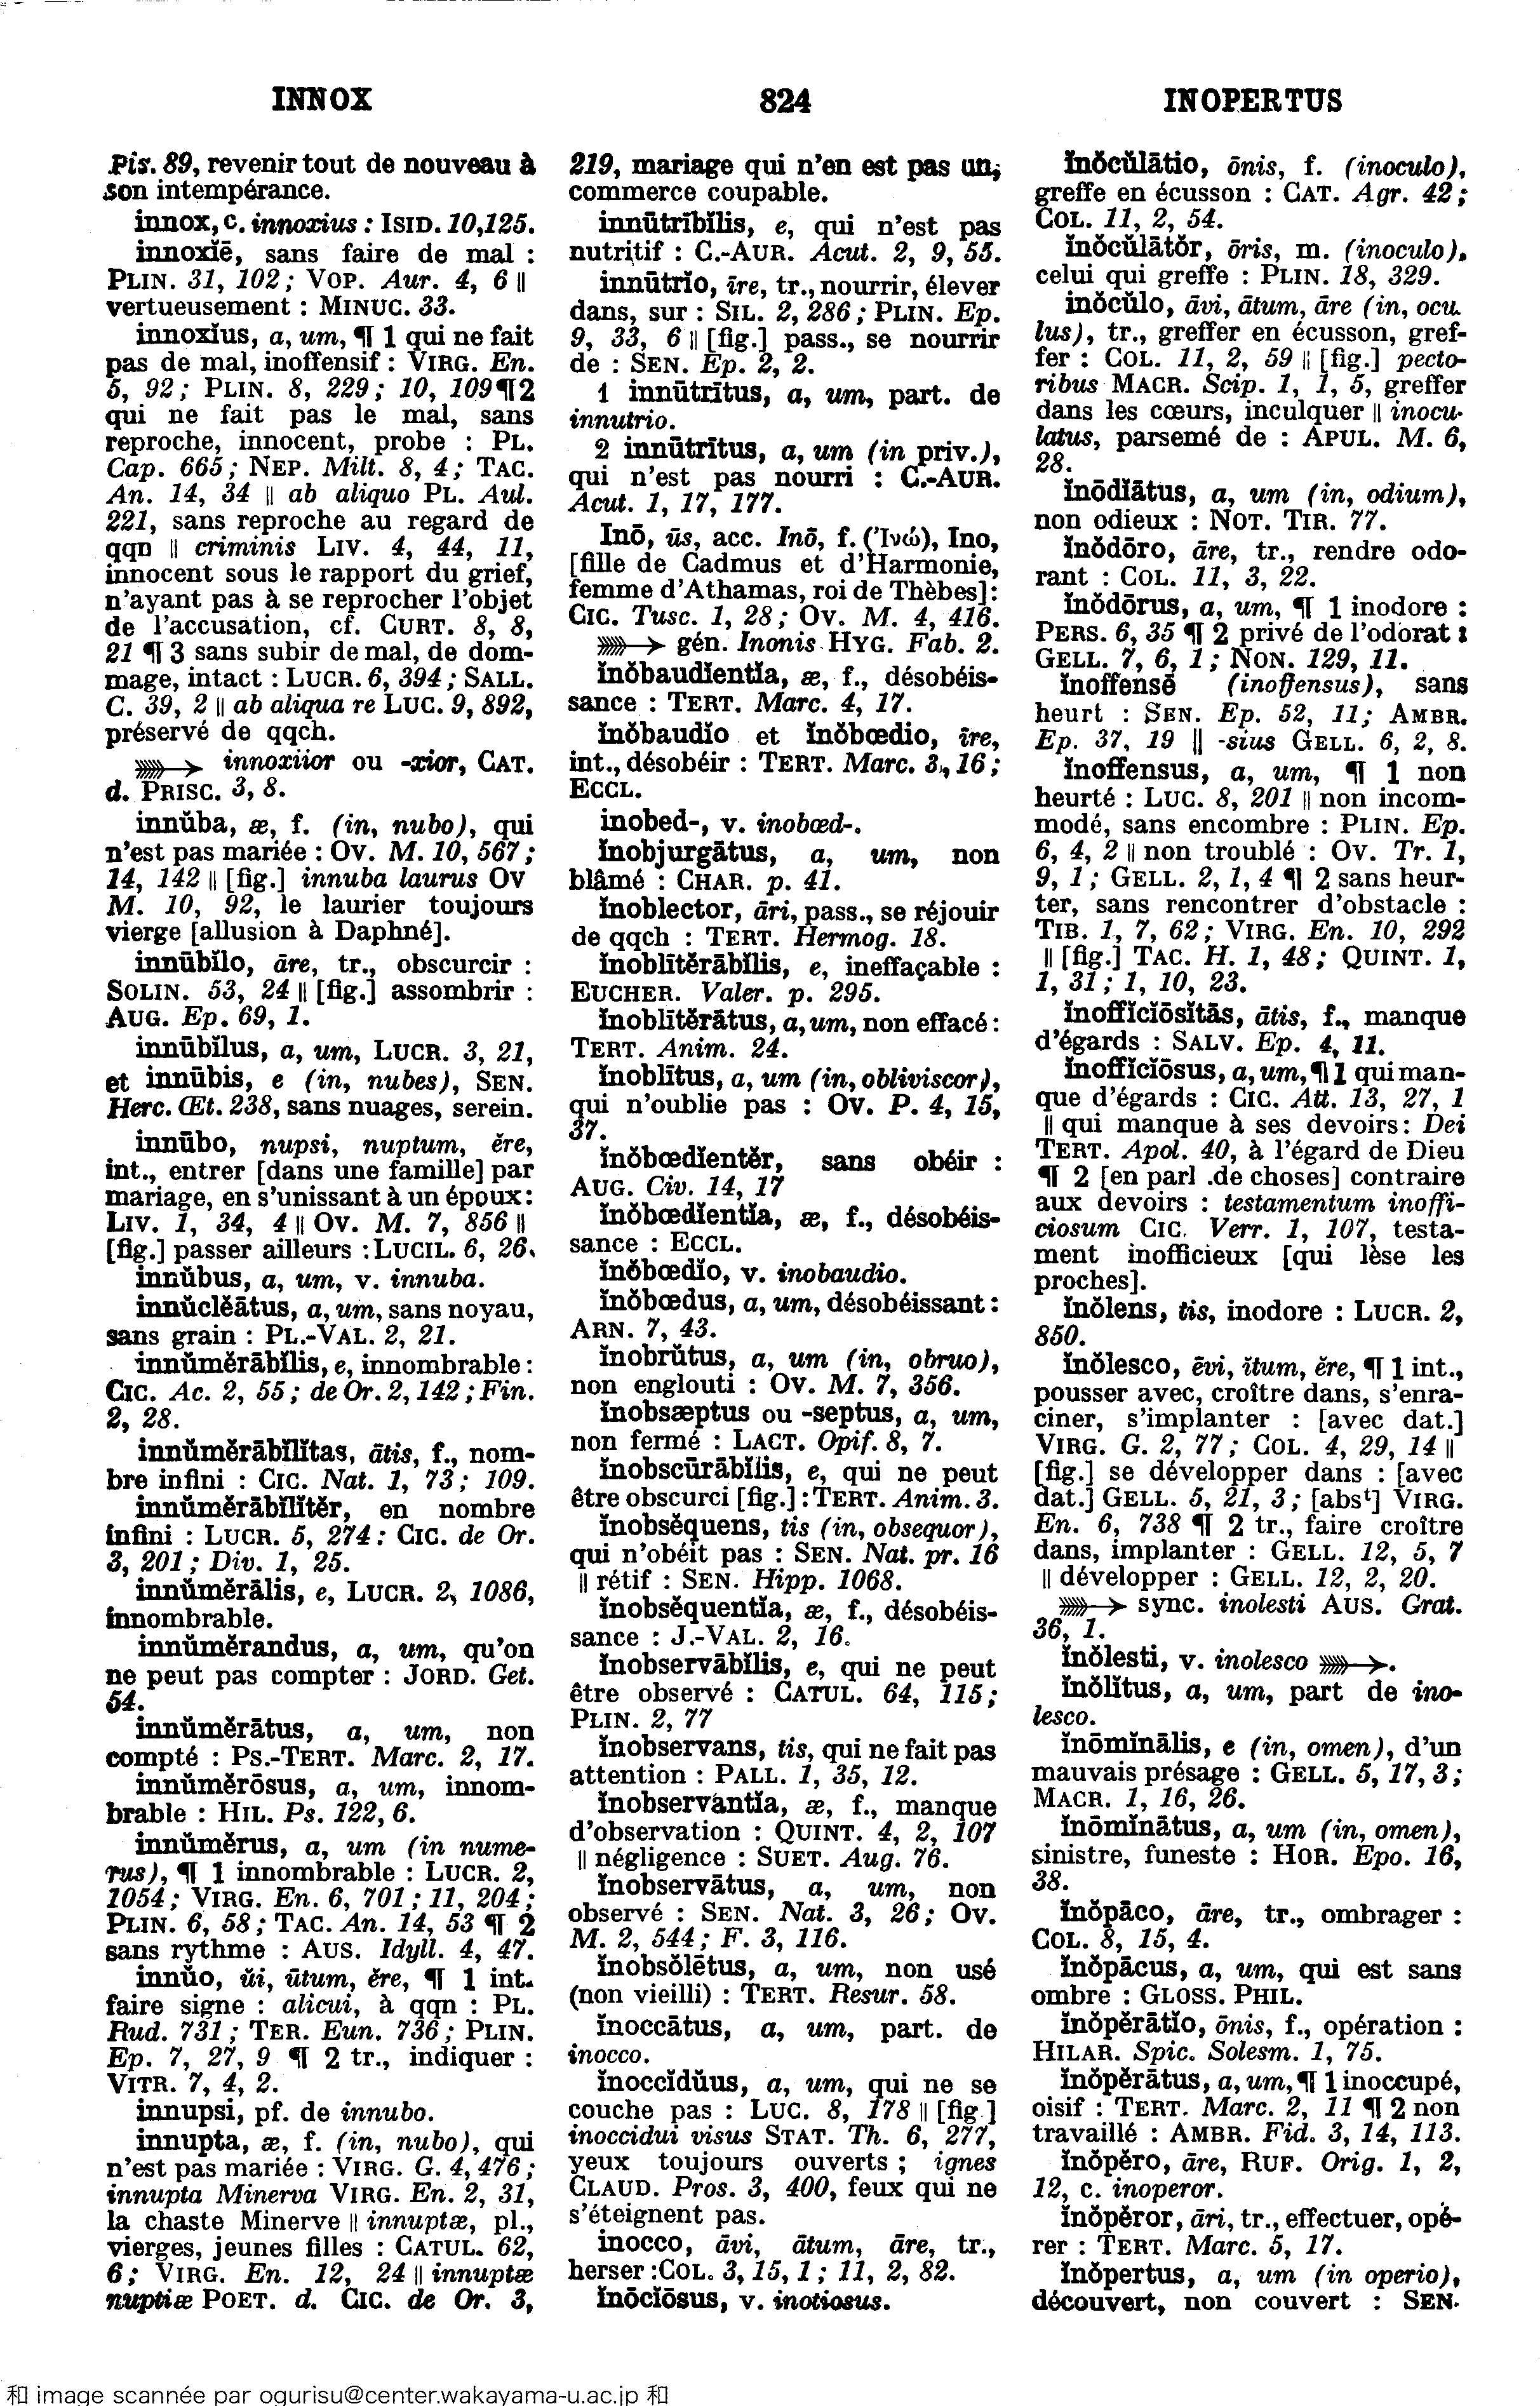 INNOX
824
INOPERTUS
Pis. 89, revenir tout de nouveau à
son intempérance.
innox, c. innoxius : ISID. 10,125.
innoxĭē, sans faire de mal :
PLIN. 31, 102 ; VOP. Aur. 4, 6 ||
vertueusement : MINUC. 33.
innoxĭus, a, um, ¶ 1 qui ne fait
pas de mal, inoffensif : VIRG. En.
5, 92 ; PLIN. 8, 229 ; 10, 109 ¶ 2
qui ne fait pas le mal, sans
reproche, innocent, probe : PL.
Cap. 665 ; NEP. Milt. 8, 4 ; TAC.
An. 14, 34 || ab aliquo PL. Aul.
221, sans reproche au regard de
qqn || criminis LIV. 4, 44, 11,
innocent sous le rapport du grief,
n'ayant pas à se reprocher l'objet
de l'accusation, cf. CURT. 8, 8,
21 ¶ 3 sans subir de mal, de dom-
mage, intact : LUCR. 6, 394 ; SALL.
C. 39, 2 || ab aliqua re LUC. 9, 892,
préservé de qqch.
⟫→ innoxiior ou -xior, CAT.
d. PRISC. 3, 8.
innŭba, æ, f. (in, nubo), qui
n'est pas mariée : OV. M. 10, 567 ;
14, 142 || [fig.] innuba laurus OV
M. 10, 92, le laurier toujours
vierge [allusion à Daphné].
innūbĭlo, āre, tr., obscurcir :
SOLIN. 53, 24 || [fig.] assombrir :
AUG. Ep. 69, 1.
innūbĭlus, a, um, LUCR. 3, 21,
et innūbis, e (in, nubes), SEN.
Herc. Œt. 238, sans nuages, serein.
innūbo, nupsi, nuptum, ĕre,
int., entrer [dans une famille] par
mariage, en s'unissant à un époux :
LIV. 1, 34, 4 || OV. M. 7, 856 ||
[fig.] passer ailleurs : LUCIL. 6, 26.
innŭbus, a, um, v. innuba.
innŭclĕātus, a, um, sans noyau,
sans grain : PL.-VAL. 2, 21.
innŭmĕrābĭlis, e, innombrable :
CIC. Ac. 2, 55 ; de Or. 2, 142 ; Fin.
2, 28.
innŭmĕrābĭlĭtas, ātis, f., nom-
bre infini : CIC. Nat. 1, 73 ; 109.
innŭmĕrābĭlĭtĕr, en nombre
infini : LUCR. 5, 274 : CIC. de Or.
3, 201 ; Div. 1, 25.
innŭmĕrālis, e, LUCR. 2, 1086,
innombrable.
innŭmĕrandus, a, um, qu'on
ne peut pas compter : JORD. Get.
54.
innŭmĕrātus, a, um, non
compté : PS.-TERT. Marc. 2, 17.
innŭmĕrōsus, a, um, innom-
brable : HIL. Ps. 122, 6.
innŭmĕrus, a, um (in nume-
rus), ¶ 1 innombrable : LUCR. 2,
1054 ; VIRG. En. 6, 701 ; 11, 204 ;
PLIN. 6, 58 ; TAC. An. 14, 53 ¶ 2
sans rythme : AUS. Idyll. 4, 47.
innŭo, ŭi, ūtum, ĕre, ¶ 1 int.
faire signe : alicui, à qqn : PL.
Rud. 731 ; TER. Eun. 736 ; PLIN.
Ep. 7, 27, 9 ¶ 2 tr., indiquer :
VITR. 7, 4, 2.
innupsi, pf. de innubo.
innupta, æ, f. (in, nubo), qui
n'est pas mariée : VIRG. G. 4, 476 ;
innupta Minerva VIRG. En. 2, 31,
la chaste Minerve || innuptæ, pl.,
vierges, jeunes filles : CATUL. 62,
6 ; VIRG. En. 12, 24 || innuptæ
nuptiæ POET. d. CIC. de Or. 3,
219, mariage qui n'en est pas un,
commerce coupable.
innūtrībĭlis, e, qui n'est pas
nutritif : C.-AUR. Acut. 2, 9, 55.
innūtrĭo, īre, tr., nourrir, élever
dans, sur : SIL. 2, 286 ; PLIN. Ep.
9, 33, 6 || [fig.] pass., se nourrir
de : SEN. Ep. 2, 2.
1 innūtrītus, a, um, part. de
innutrio.
2 innūtrītus, a, um (in priv.),
qui n'est pas nourri : C.-AUR.
Acut. 1, 17, 177.
Inō, ūs, acc. Inō, f. (Ἰνώ), Ino,
[fille de Cadmus et d'Harmonie,
femme d'Athamas, roi de Thèbes] :
CIC. Tusc. 1, 28 ; OV. M. 4, 416.
⟫→ gén. Inonis HYG. Fab. 2.
ĭnŏbaudĭentĭa, æ, f., désobéis-
sance : TERT. Marc. 4, 17.
ĭnŏbaudĭo et ĭnŏbœdio, īre,
int., désobéir : TERT. Marc. 3, 16 ;
ECCL.
inobed-, v. inobœd-.
ĭnobjurgātus, a, um, non
blâmé : CHAR. p. 41.
ĭnoblector, āri, pass., se réjouir
de qqch : TERT. Hermog. 18.
ĭnoblĭtĕrābĭlis, e, ineffaçable :
EUCHER. Valer. p. 295.
ĭnoblitĕrātus, a, um, non effacé :
TERT. Anim. 24.
ĭnoblītus, a, um (in, obliviscor),
qui n'oublie pas : OV. P. 4, 15,
37.
ĭnŏbœdĭentĕr, sans obéir :
AUG. Civ. 14, 17
ĭnŏbœdĭentĭa, æ, f., désobéis-
sance : ECCL.
ĭnŏbœdĭo, v. inobaudio.
ĭnŏbœdus, a, um, désobéissant :
ARN. 7, 43.
ĭnobrŭtus, a, um (in, obruo),
non englouti : OV. M. 7, 356.
ĭnobsæptus ou -septus, a, um,
non fermé : LACT. Opif. 8, 7.
ĭnobscūrābĭlis, e, qui ne peut
être obscurci [fig.] : TERT. Anim. 3.
ĭnobsĕquens, tis (in, obsequor),
qui n'obéit pas : SEN. Nat. pr. 16
|| rétif : SEN. Hipp. 1068.
ĭnobsĕquentĭa, æ, f., désobéis-
sance : J.-VAL. 2, 16.
ĭnobservābĭlis, e, qui ne peut
être observé : CATUL. 64, 115 ;
PLIN. 2, 77
ĭnobservans, tis, qui ne fait pas
attention : PALL. 1, 35, 12.
ĭnobservantĭa, æ, f., manque
d'observation : QUINT. 4, 2, 107
|| négligence : SUET. Aug. 76.
ĭnobservātus, a, um, non
observé : SEN. Nat. 3, 26 ; OV.
M. 2, 544 ; F. 3, 116.
ĭnobsŏlētus, a, um, non usé
(non vieilli) : TERT. Resur. 58.
ĭnoccātus, a, um, part. de
inocco.
ĭnoccĭdŭus, a, um, qui ne se
couche pas : LUC. 8, 178 || [fig.]
inoccidui visus STAT. Th. 6, 277,
yeux toujours ouverts ; ignes
CLAUD. Pros. 3, 400, feux qui ne
s'éteignent pas.
inocco, āvi, ātum, āre, tr.,
herser : COL. 3, 15, 1 ; 11, 2, 82.
ĭnōcĭōsus, v. inotiosus.
ĭnŏcŭlātĭo, ōnis, f. (inoculo),
greffe en écusson : CAT. Agr. 42 ;
COL. 11, 2, 54.
ĭnŏcŭlātŏr, ōris, m. (inoculo),
celui qui greffe : PLIN. 18, 329.
ĭnŏcŭlo, āvi, ātum, āre (in, ocu-
lus), tr., greffer en écusson, gref-
fer : COL. 11, 2, 59 || [fig.] pecto-
ribus MACR. Scip. 1, 1, 5, greffer
dans les cœurs, inculquer || inocu-
latus, parsemé de : APUL. M. 6,
28.
ĭnōdĭātus, a, um (in, odium),
non odieux : NOT. TIR. 77.
ĭnŏdōro, āre, tr., rendre odo-
rant : COL. 11, 3, 22.
ĭnŏdōrus, a, um, ¶ 1 inodore :
PERS. 6, 35 ¶ 2 privé de l'odorat :
GELL. 7, 6, 1 ; NON. 129, 11.
ĭnoffensē (inoffensus), sans
heurt : SEN. Ep. 52, 11 ; AMBR.
Ep. 37, 19 || -sius GELL. 6, 2, 8.
ĭnoffensus, a, um, ¶ 1 non
heurté : LUC. 8, 201 || non incom-
modé, sans encombre : PLIN. Ep.
6, 4, 2 || non troublé : OV. Tr. 1,
9, 1 ; GELL. 2, 1, 4 ¶ 2 sans heur-
ter, sans rencontrer d'obstacle :
TIB. 1, 7, 62 ; VIRG. En. 10, 292
|| [fig.] TAC. H. 1, 48 ; QUINT. 1,
1, 31 ; 1, 10, 23.
ĭnoffĭcĭōsĭtās, ātis, f., manque
d'égards : SALV. Ep. 4, 11.
ĭnoffĭcĭōsus, a, um, ¶ 1 qui man-
que d'égards : CIC. Att. 13, 27, 1
|| qui manque à ses devoirs : Dei
TERT. Apol. 40, à l'égard de Dieu
¶ 2 [en parl .de choses] contraire
aux devoirs : testamentum inoffi-
ciosum CIC. Verr. 1, 107, testa-
ment inofficieux [qui lèse les
proches].
ĭnŏlens, tis, inodore : LUCR. 2,
850.
ĭnŏlesco, ēvi, ĭtum, ĕre, ¶ 1 int.,
pousser avec, croître dans, s'enra-
ciner, s'implanter : [avec dat.]
VIRG. G. 2, 77 ; COL. 4, 29, 14 ||
[fig.] se développer dans : [avec
dat.] GELL. 5, 21, 3 ; [absᵗ] VIRG.
En. 6, 738 ¶ 2 tr., faire croître
dans, implanter : GELL. 12, 5, 7
|| développer : GELL. 12, 2, 20.
⟫→ sync. inolesti AUS. Grat.
36, 1.
ĭnŏlesti, v. inolesco ⟫→.
ĭnŏlĭtus, a, um, part de ino-
lesco.
ĭnōmĭnālis, e (in, omen), d'un
mauvais présage : GELL. 5, 17, 3 ;
MACR. 1, 16, 26.
ĭnōmĭnātus, a, um (in, omen),
sinistre, funeste : HOR. Epo. 16,
38.
ĭnŏpāco, āre, tr., ombrager :
COL. 8, 15, 4.
ĭnŏpācus, a, um, qui est sans
ombre : GLOSS. PHIL.
ĭnŏpĕrātĭo, ōnis, f., opération :
HILAR. Spic. Solesm. 1, 75.
ĭnŏpĕrātus, a, um, ¶ 1 inoccupé,
oisif : TERT. Marc. 2, 11 ¶ 2 non
travaillé : AMBR. Fid. 3, 14, 113.
ĭnŏpĕro, āre, RUF. Orig. 1, 2,
12, c. inoperor.
ĭnŏpĕror, āri, tr., effectuer, opé-
rer : TERT. Marc. 5, 17.
ĭnŏpertus, a, um (in operio),
découvert, non couvert : SEN.
和 image scannée par ogurisu@center.wakayama-u.ac.jp 和